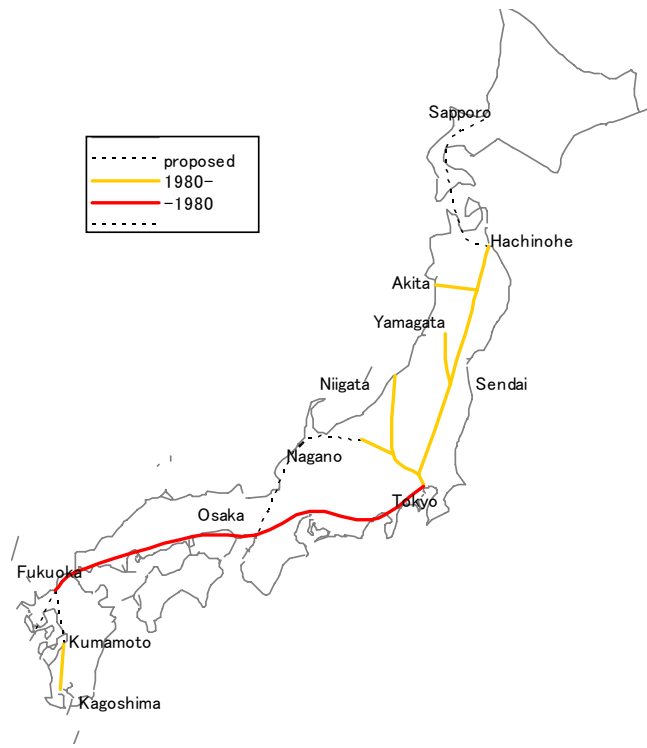 Sapporo
proposed
1980-
-1980
Hachinohe
Akita
Yamagata
Niigata
Sendai
Nagano
Tokyo
Osaka
Fukuoka
Kumamoto
Kagoshima